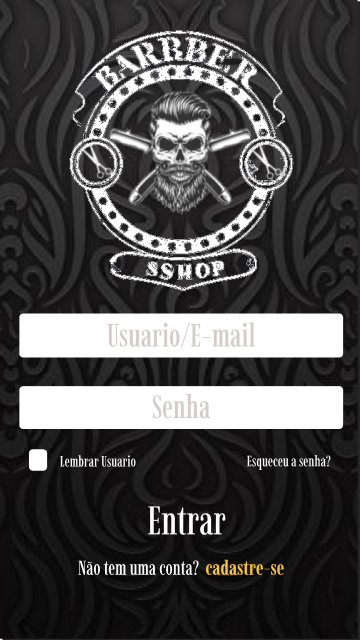 BARRBER
SSHOP
Usuario/E-mail
Senha
Lembrar Usuario
Esqueceu a senha?
Entrar
Não tem uma conta? cadastre-se